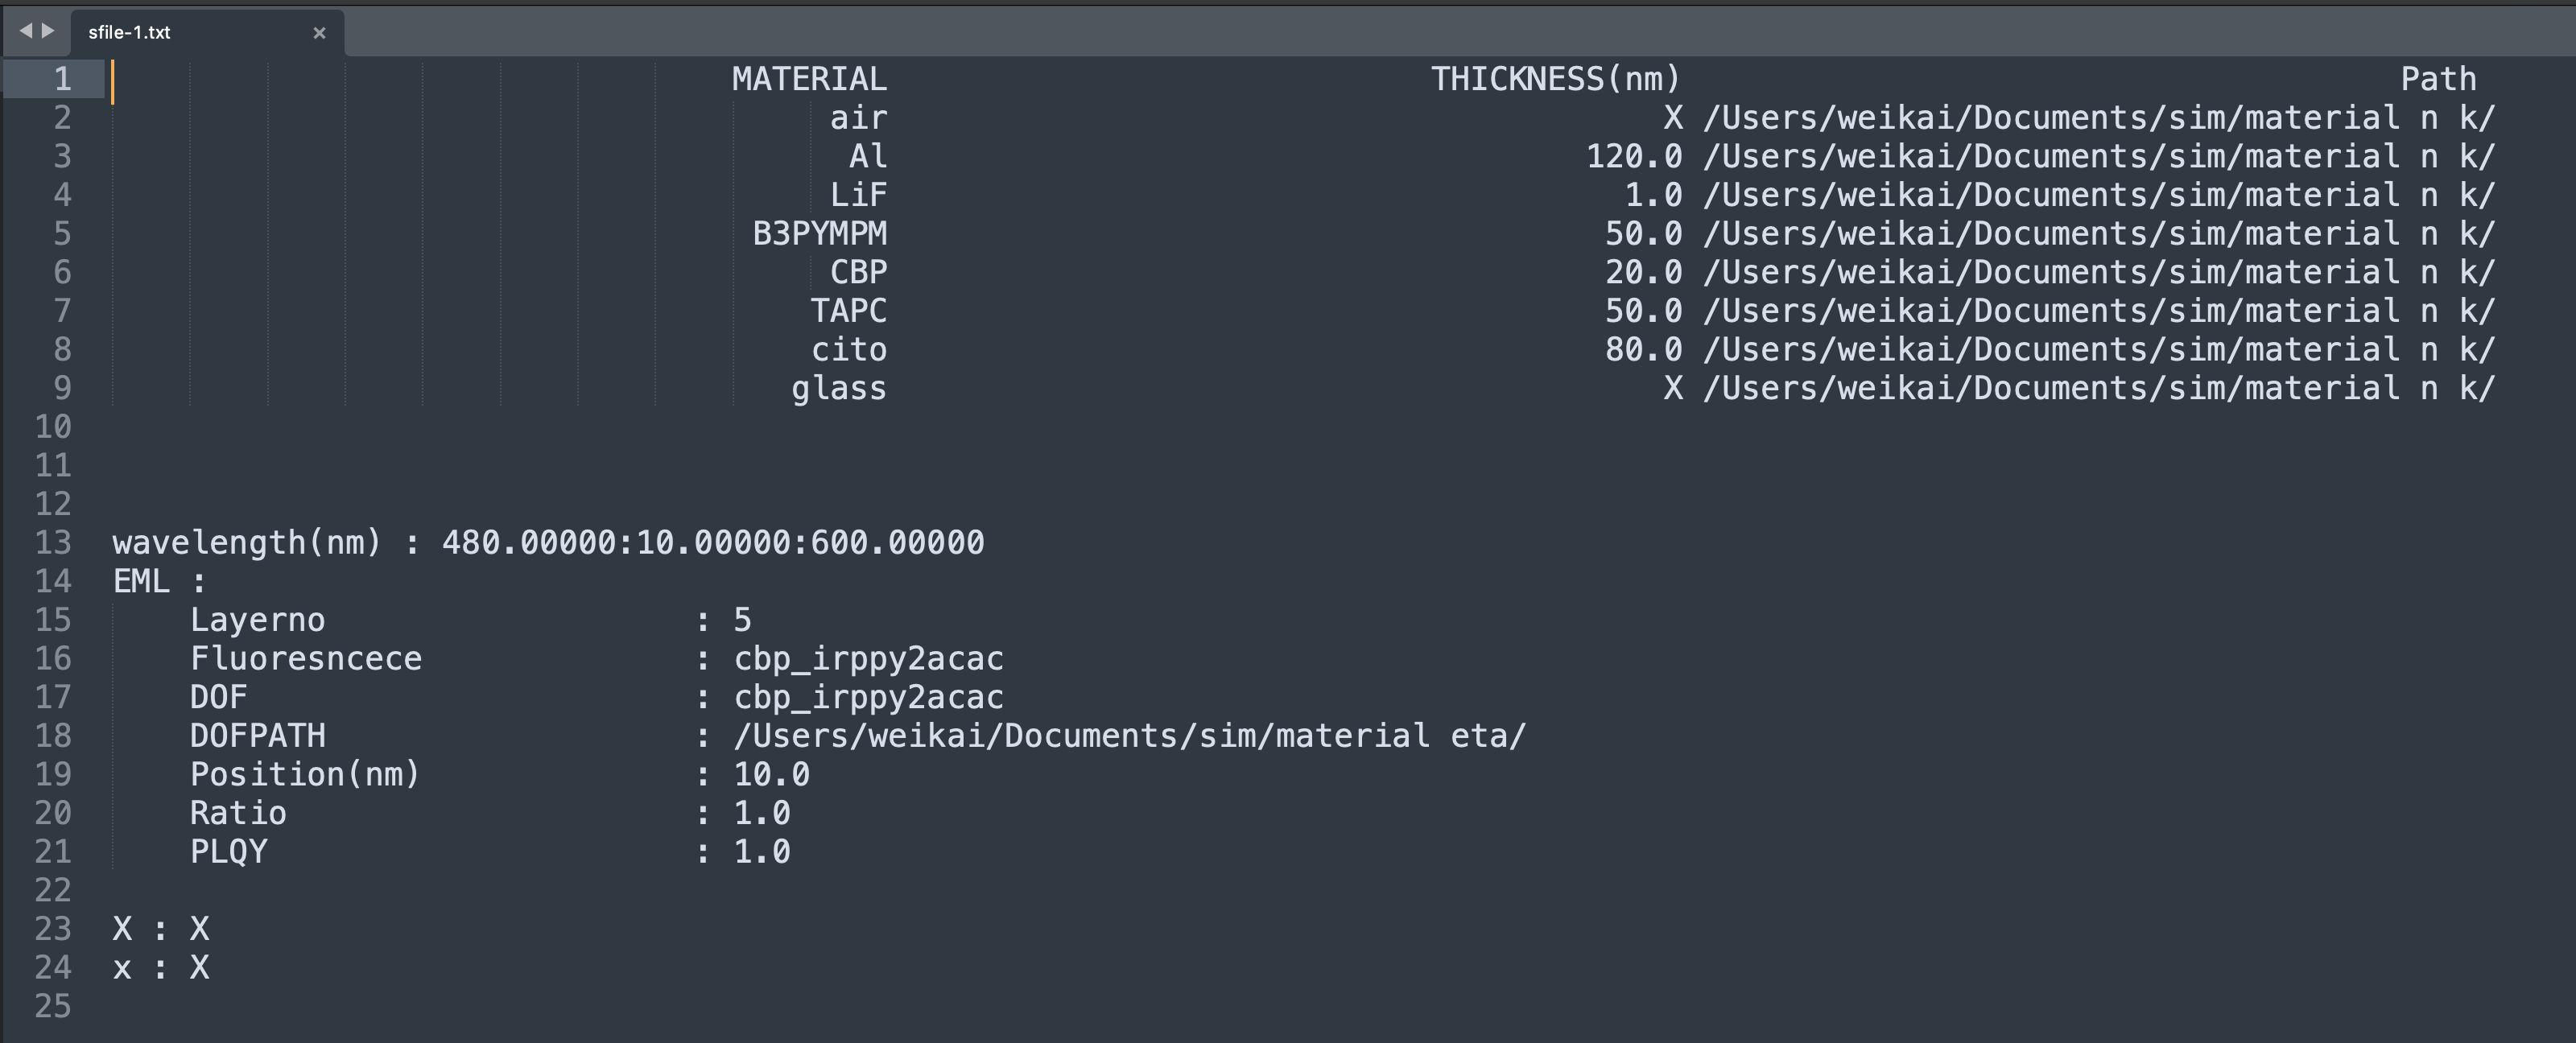 sfile-1.txt
1 MATERIAL THICKNESS(nm) Path
2 air X /Users/weikai/Documents/sim/material n k/
3 Al 120.0 /Users/weikai/Documents/sim/material n k/
4 LiF 1.0 /Users/weikai/Documents/sim/material n k/
5 B3PYMPM 50.0 /Users/weikai/Documents/sim/material n k/
6 CBP 20.0 /Users/weikai/Documents/sim/material n k/
7 TAPC 50.0 /Users/weikai/Documents/sim/material n k/
8 cito 80.0 /Users/weikai/Documents/sim/material n k/
9 glass X /Users/weikai/Documents/sim/material n k/
10
11
12
13 wavelength(nm) : 480.00000:10.00000:600.00000
14 EML :
15 Layerno : 5
16 Fluoresncece : cbp_irppy2acac
17 DOF : cbp_irppy2acac
18 DOFPATH : /Users/weikai/Documents/sim/material eta/
19 Position(nm) : 10.0
20 Ratio : 1.0
21 PLQY : 1.0
22
23 X : X
24 x : X
25